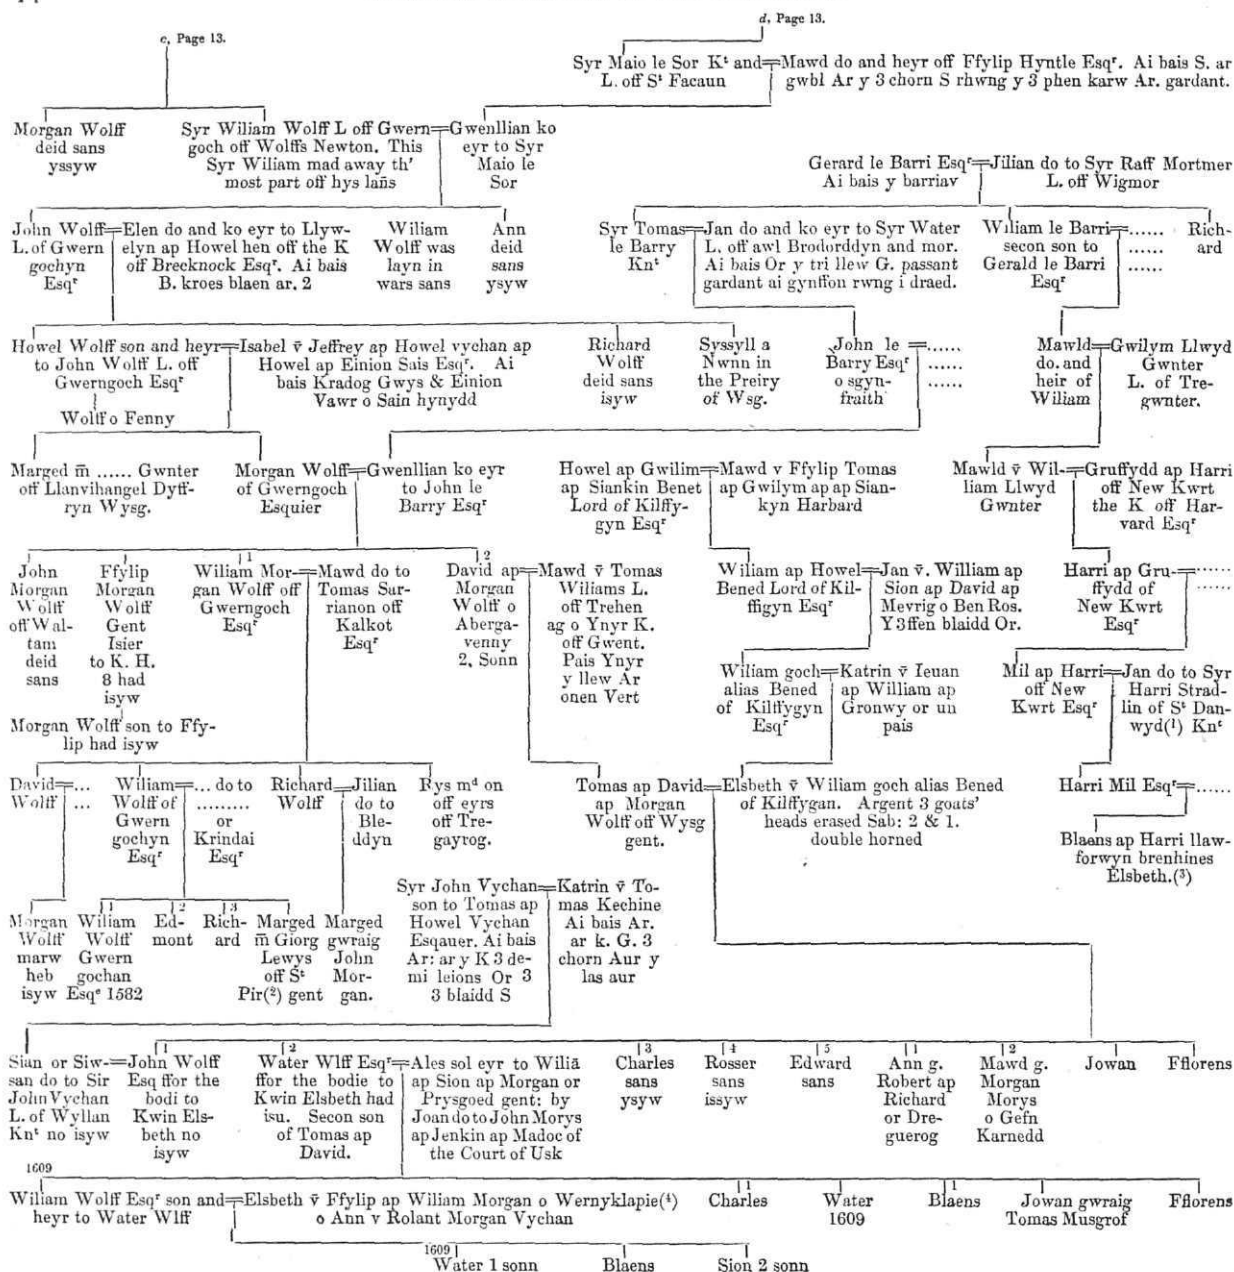 c, Page 13.
d, Page 13.
Syr Maio le Sor Kᵗ and
L. off Sᵗ Facaun
Mawd do and heyr off Ffylip Hyntle Esqʳ. Ai bais S. ar
gwbl Ar y 3 chorn S rhwng y 3 phen karw Ar. gardant.
Morgan Wolff
deid sans
yssyw
Syr Wiliam Wolff L off Gwern
goch off Wolffs Newton. This
Syr Wiliam mad away th'
most part off hys lañs
Gwenllian ko
eyr to Syr
Maio le
Sor
Gerard le Barri Esqʳ
Ai bais y barriav
Jilian do to Syr Raff Mortmer
L. off Wigmor
John Wolff
L. of Gwern
gochyn
Esqʳ
Elen do and ko eyr to Llyw-
elyn ap Howel hen off the K
off Brecknock Esqʳ. Ai bais
B. kroes blaen ar. 2
Wiliam
Wolff was
layn in
wars sans
Ann
deid
sans
ysyw
Syr Tomas
le Barry
Knᵗ
Jan do and ko eyr to Syr Water
L. off awl Brodorddyn and mor.
Ai bais Or y tri llew G. passant
gardant ai gynffon rwng i draed.
Wiliam le Barri
secon son to
Gerald le Barri
Esqʳ
......
......
......
Rich-
ard
Howel Wolff son and heyr
to John Wolff L. off
Gwerngoch Esqʳ
Wolff o Fenny
Isabel v̄ Jeffrey ap Howel vychan ap
Howel ap Einion Sais Esqʳ. Ai
bais Kradog Gwys & Einion
Vawr o Sain hynydd
Richard
Wolff
deid sans
isyw
Syssyll a
Nwnn in
the Preiry
of Wsg.
John le
Barry Esqʳ
o sgyn-
fraith
......
......
......
Mawld
do. and
heir of
Wiliam
Gwilym Llwyd
Gwnter
L. of Tre-
gwnter.
Marged m̄ ...... Gwnter
off Llanvihangel Dyff-
ryn Wysg.
Morgan Wolff
of Gwerngoch
Esquier
Gwenllian ko eyr
to John le
Barry Esqʳ
Howel ap Gwilim
ap Siankin Benet
Lord of Kilffy-
gyn Esqʳ
Mawd v Ffylip Tomas
ap Gwilym ap ap Sian-
kyn Harbard
Mawld v̄ Wil-
liam Llwyd
Gwnter
Gruffydd ap Harri
off New Kwrt
the K off Har-
vard Esqʳ
John
Morgan
Wolff
off Wal-
tam
deid
sans
Ffylip
Morgan
Wolff
Gent
Isier
to K. H.
8 had
isyw
Morgan Wolff son to Ffy-
lip had isyw
1
Wiliam Mor-
gan Wolff off
Gwerngoch
Esqʳ
Mawd do to
Tomas Sur-
rianon off
Kalkot
Esqʳ
2
David ap
Morgan
Wolff o
Aberga-
venny
2, Sonn
Mawd v̄ Tomas
Wiliams L.
off Trehen
ag o Ynyr K.
off Gwent.
Pais Ynyr
y llew Ar
onen Vert
Wiliam ap Howel
Bened Lord of Kil-
ffigyn Esqʳ
Jan v̄. William ap
Sion ap David ap
Mevrig o Ben Ros.
Y 3 ffen blaidd Or.
Harri ap Gru-
ffydd of
New Kwrt
Esqʳ
......
......
Wiliam goch
alias Bened
of Kilffygyn
Esqʳ
Katrin v̄ Ieuan
ap William ap
Gronwy or un
pais
Mil ap Harri
off New
Kwrt Esqʳ
Jan do to Syr
Harri Strad-
lin of Sᵗ Dan-
wyd(¹) Knᵗ
David
Wolff
...
...
Wiliam
Wolff of
Gwern
gochyn
Esqʳ
... do to
.........
or
Krindai
Esqʳ
Richard
Wolff
Jilian
do to
Ble-
ddyn
Rys mᵈ on
off eyrs
off Tre-
gayrog.
Tomas ap David
ap Morgan
Wolff off Wysg
gent.
Elsbeth v̄ Wiliam goch alias Bened
of Kilffygan. Argent 3 goats'
heads erased Sab: 2 & 1.
double horned
Harri Mil Esqʳ
......
Blaens ap Harri llaw-
forwyn brenhines
Elsbeth.(³)
Morgan
Wolff
marw
heb
isyw
1
Wiliam
Wolff
Gwern
gochan
Esqᵉ 1582
2
Ed-
mont
3
Rich-
ard
Marged
m̄ Giorg
Lewys
off Sᵗ
Pir(²) gent
Marged
gwraig
John
Mor-
gan.
Syr John Vychan
son to Tomas ap
Howel Vychan
Esqauer. Ai bais
Ar: ar y K 3 de-
mi leions Or 3
3 blaidd S
Katrin v̄ To-
mas Kechine
Ai bais Ar.
ar k. G. 3
chorn Aur y
las aur
Sian or Siw-
san do to Sir
John Vychan
L. of Wyllan
Knᵗ no isyw
1
John Wolff
Esq ffor the
bodi to
Kwin Els-
beth no
isyw
2
Water Wlff Esqʳ
ffor the bodie to
Kwin Elsbeth had
isu. Secon son
of Tomas ap
David.
Ales sol eyr to Wiliā
ap Sion ap Morgan or
Prysgoed gent: by
Joan do to John Morys
ap Jenkin ap Madoc of
the Court of Usk
3
Charles
sans
ysyw
4
Rosser
sans
issyw
5
Edward
sans
1
Ann g.
Robert ap
Richard
or Dre-
guerog
2
Mawd g.
Morgan
Morys
o Gefn
Karnedd
Jowan
Fflorens
1609
Wiliam Wolff Esqʳ son and
heyr to Water Wlff
Elsbeth v̄ Ffylip ap Wiliam Morgan o Wernyklapie(⁴)
o Ann v Rolant Morgan Vychan
1
Charles
Water
1609
1
Blaens
Jowan gwraig
Tomas Musgrof
Fflorens
1609
Water 1 sonn
Blaens
Sion 2 sonn